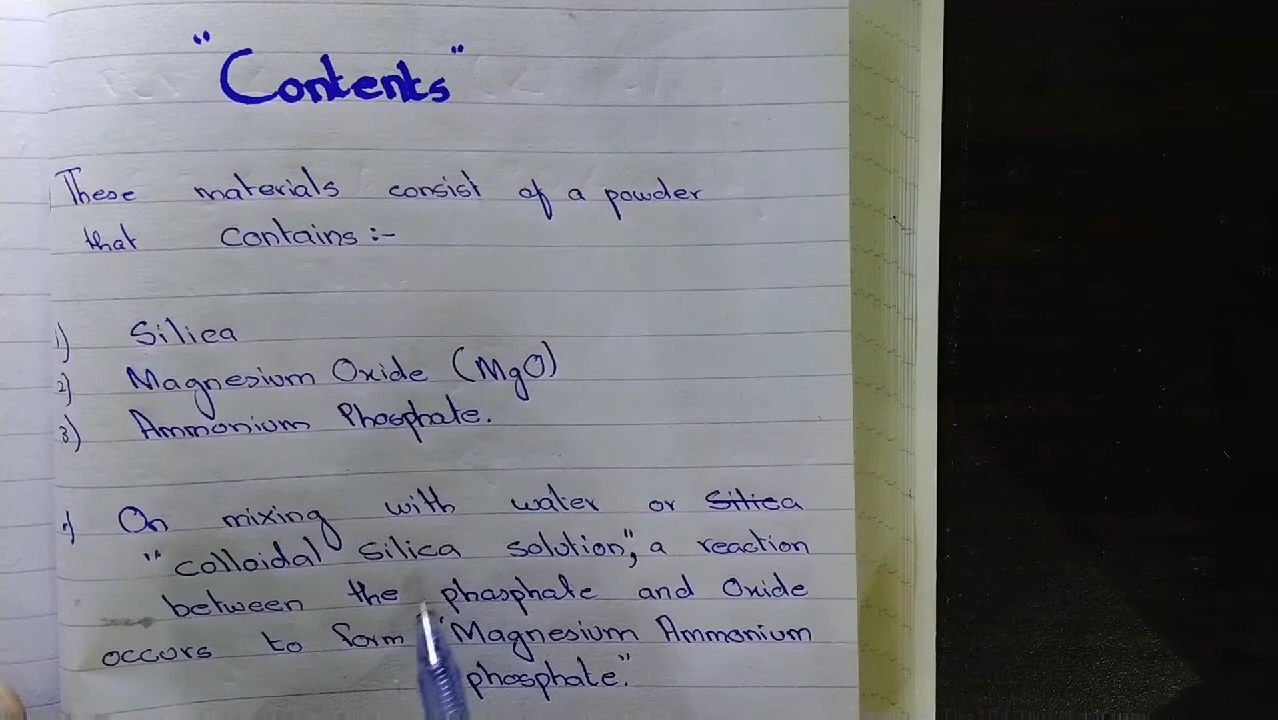 "Contents"
These materials consist of a powder
that contains :-
1) Silica
2) Magnesium Oxide (MgO)
3) Ammonium Phosphate.
On mixing with water or Silica
"colloidal silica solution", a reaction
between the phosphate and Oxide
occurs to form "Magnesium Ammonium
phosphate."